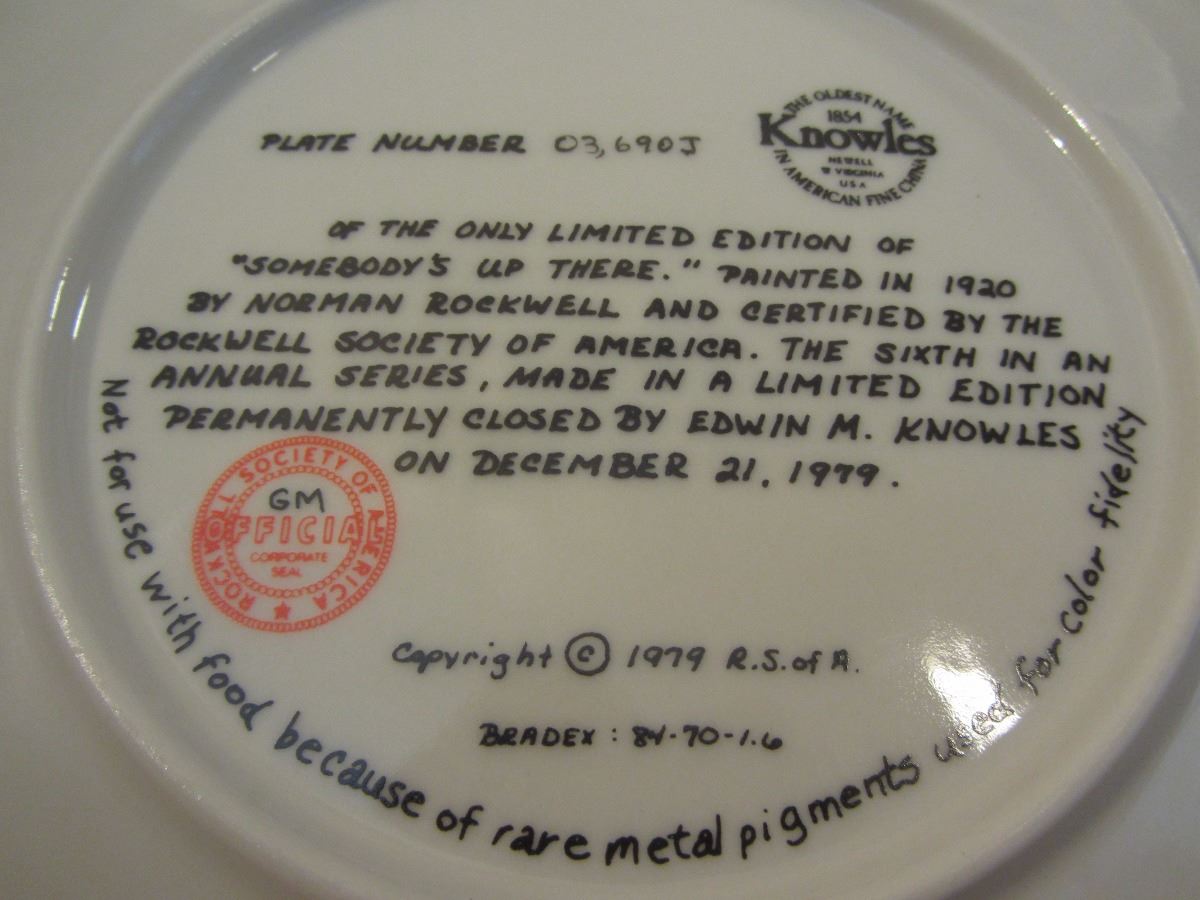 PLATE NUMBER 03,690J
THE OLDEST NAME
1854
Knowles
NEWELL
W VIRGINIA
USA
IN AMERICAN FINE CHINA
OF THE ONLY LIMITED EDITION OF
"SOMEBODY'S UP THERE." PAINTED IN 1920
BY NORMAN ROCKWELL AND CERTIFIED BY THE
ROCKWELL SOCIETY OF AMERICA. THE SIXTH IN AN
ANNUAL SERIES, MADE IN A LIMITED EDITION
PERMANENTLY CLOSED BY EDWIN M. KNOWLES
ON DECEMBER 21, 1979.
ROCKWELL SOCIETY OF AMERICA
GM
OFFICIAL
CORPORATE
SEAL
Copyright © 1979 R.S. of A.
BRADEX: 84-70-1.6
Not for use with food because of rare metal pigments used for color fidelity